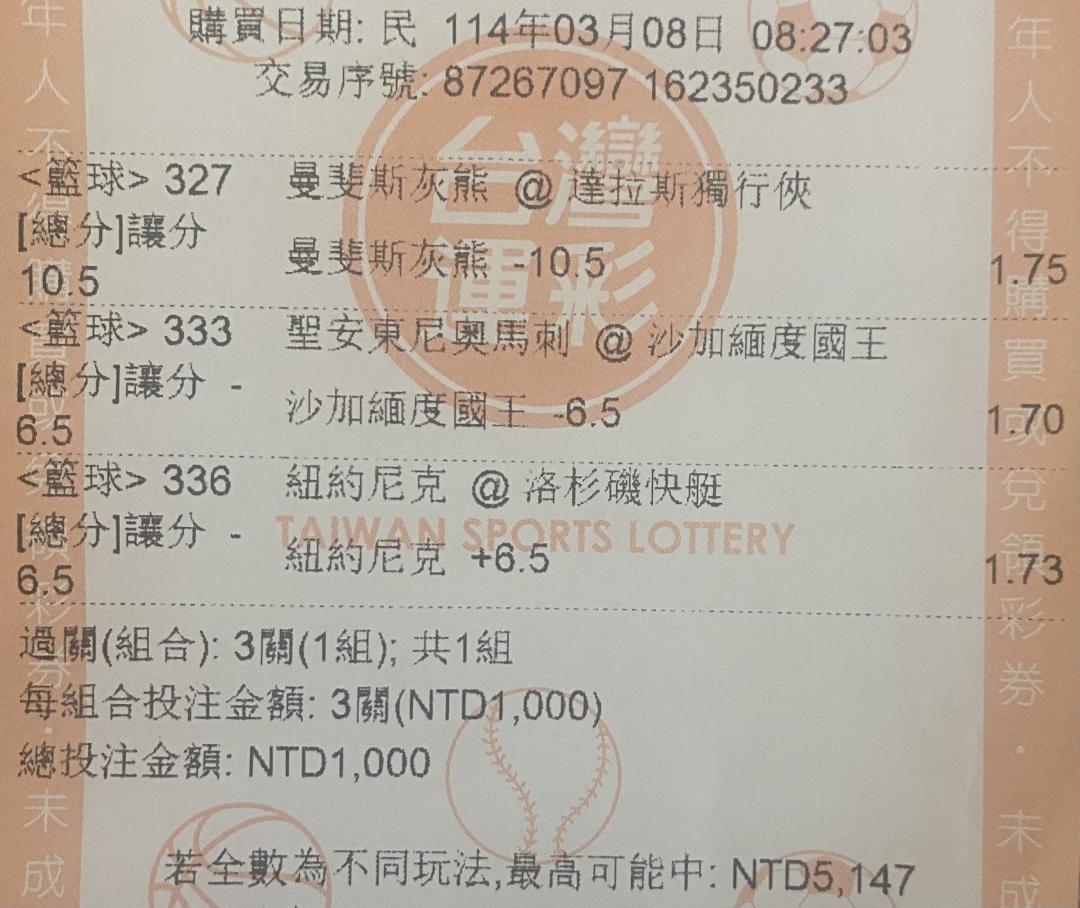 購買日期: 民 114年03月08日 08:27:03
交易序號: 87267097 162350233
台灣
運彩
<籃球> 327 曼斐斯灰熊 @ 達拉斯獨行俠
[總分]讓分
10.5 曼斐斯灰熊 -10.5 1.75
<籃球> 333 聖安東尼奧馬刺 @ 沙加緬度國王
[總分]讓分 -
6.5 沙加緬度國王 -6.5 1.70
<籃球> 336 紐約尼克 @ 洛杉磯快艇
TAIWAN SPORTS LOTTERY
[總分]讓分 -
6.5 紐約尼克 +6.5 1.73
過關(組合): 3關(1組); 共1組
每組合投注金額: 3關(NTD1,000)
總投注金額: NTD1,000
若全數為不同玩法,最高可能中: NTD5,147
年人不得購買或兌領彩券·未成
年人不得購買或兌領彩券·未成